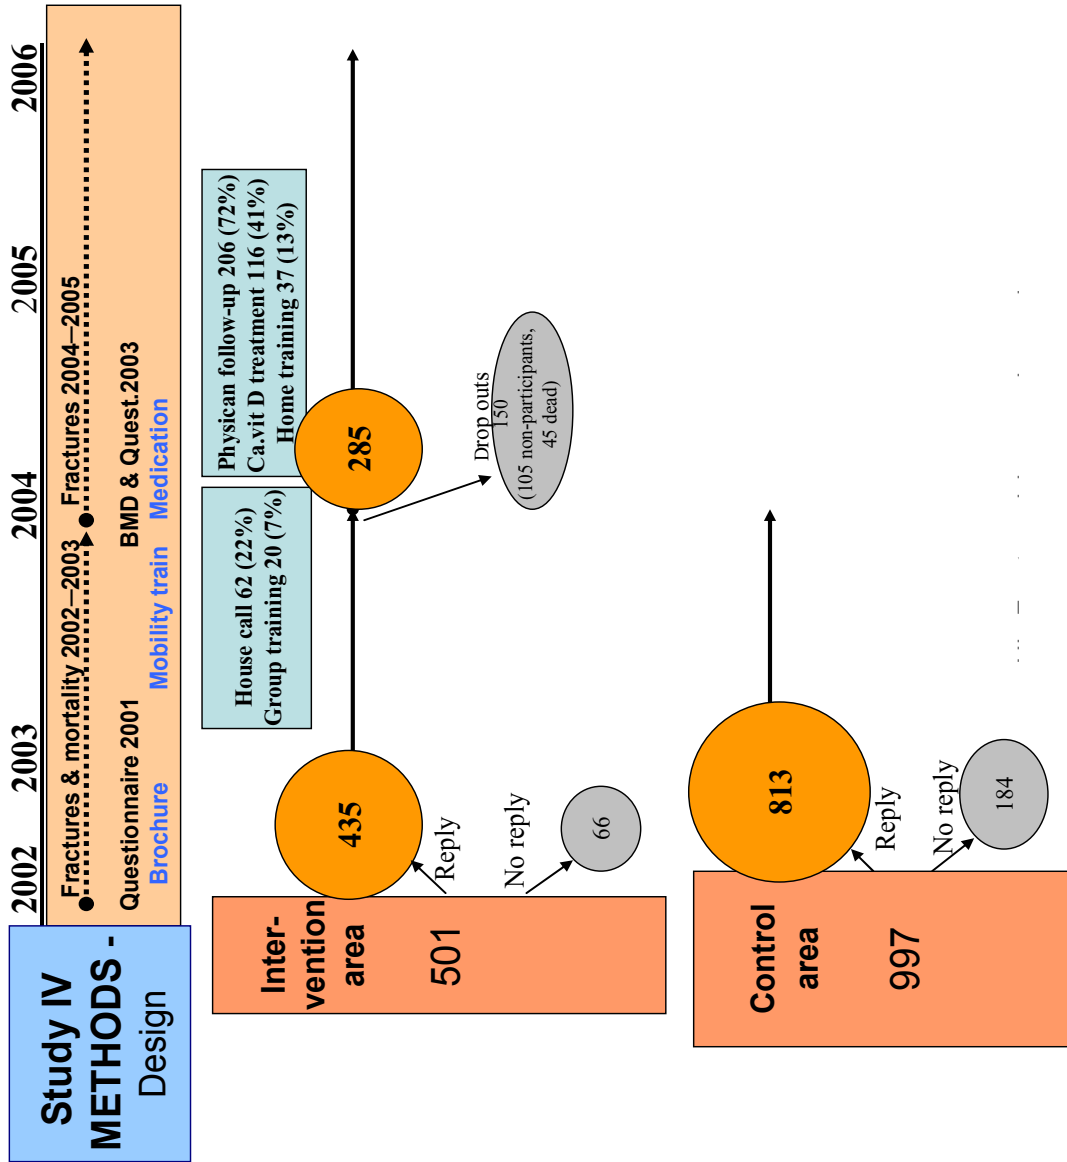 Study IV
METHODS -
Design
2002
2003
2004
2005
2006
Fractures & mortality 2002–2003
Fractures 2004–2005
Questionnaire 2001
BMD & Quest.2003
Brochure
Mobility train
Medication
Inter-
vention
area
501
Reply
No reply
435
66
House call 62 (22%)
Group training 20 (7%)
285
Physican follow-up 206 (72%)
Ca.vit D treatment 116 (41%)
Home training 37 (13%)
Drop outs
150
(105 non-participants,
45 dead)
Control
area
997
Reply
No reply
813
184